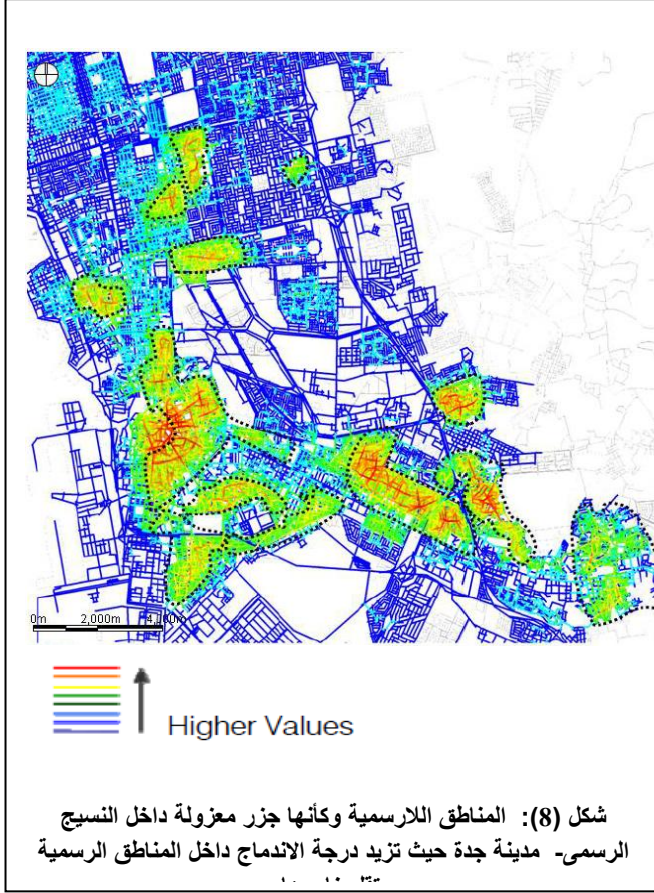 0m 2,000m 4,000m
Higher Values
شكل (8): المناطق اللارسمية وكأنها جزر معزولة داخل النسيج
الرسمى- مدينة جدة حيث تزيد درجة الاندماج داخل المناطق الرسمية